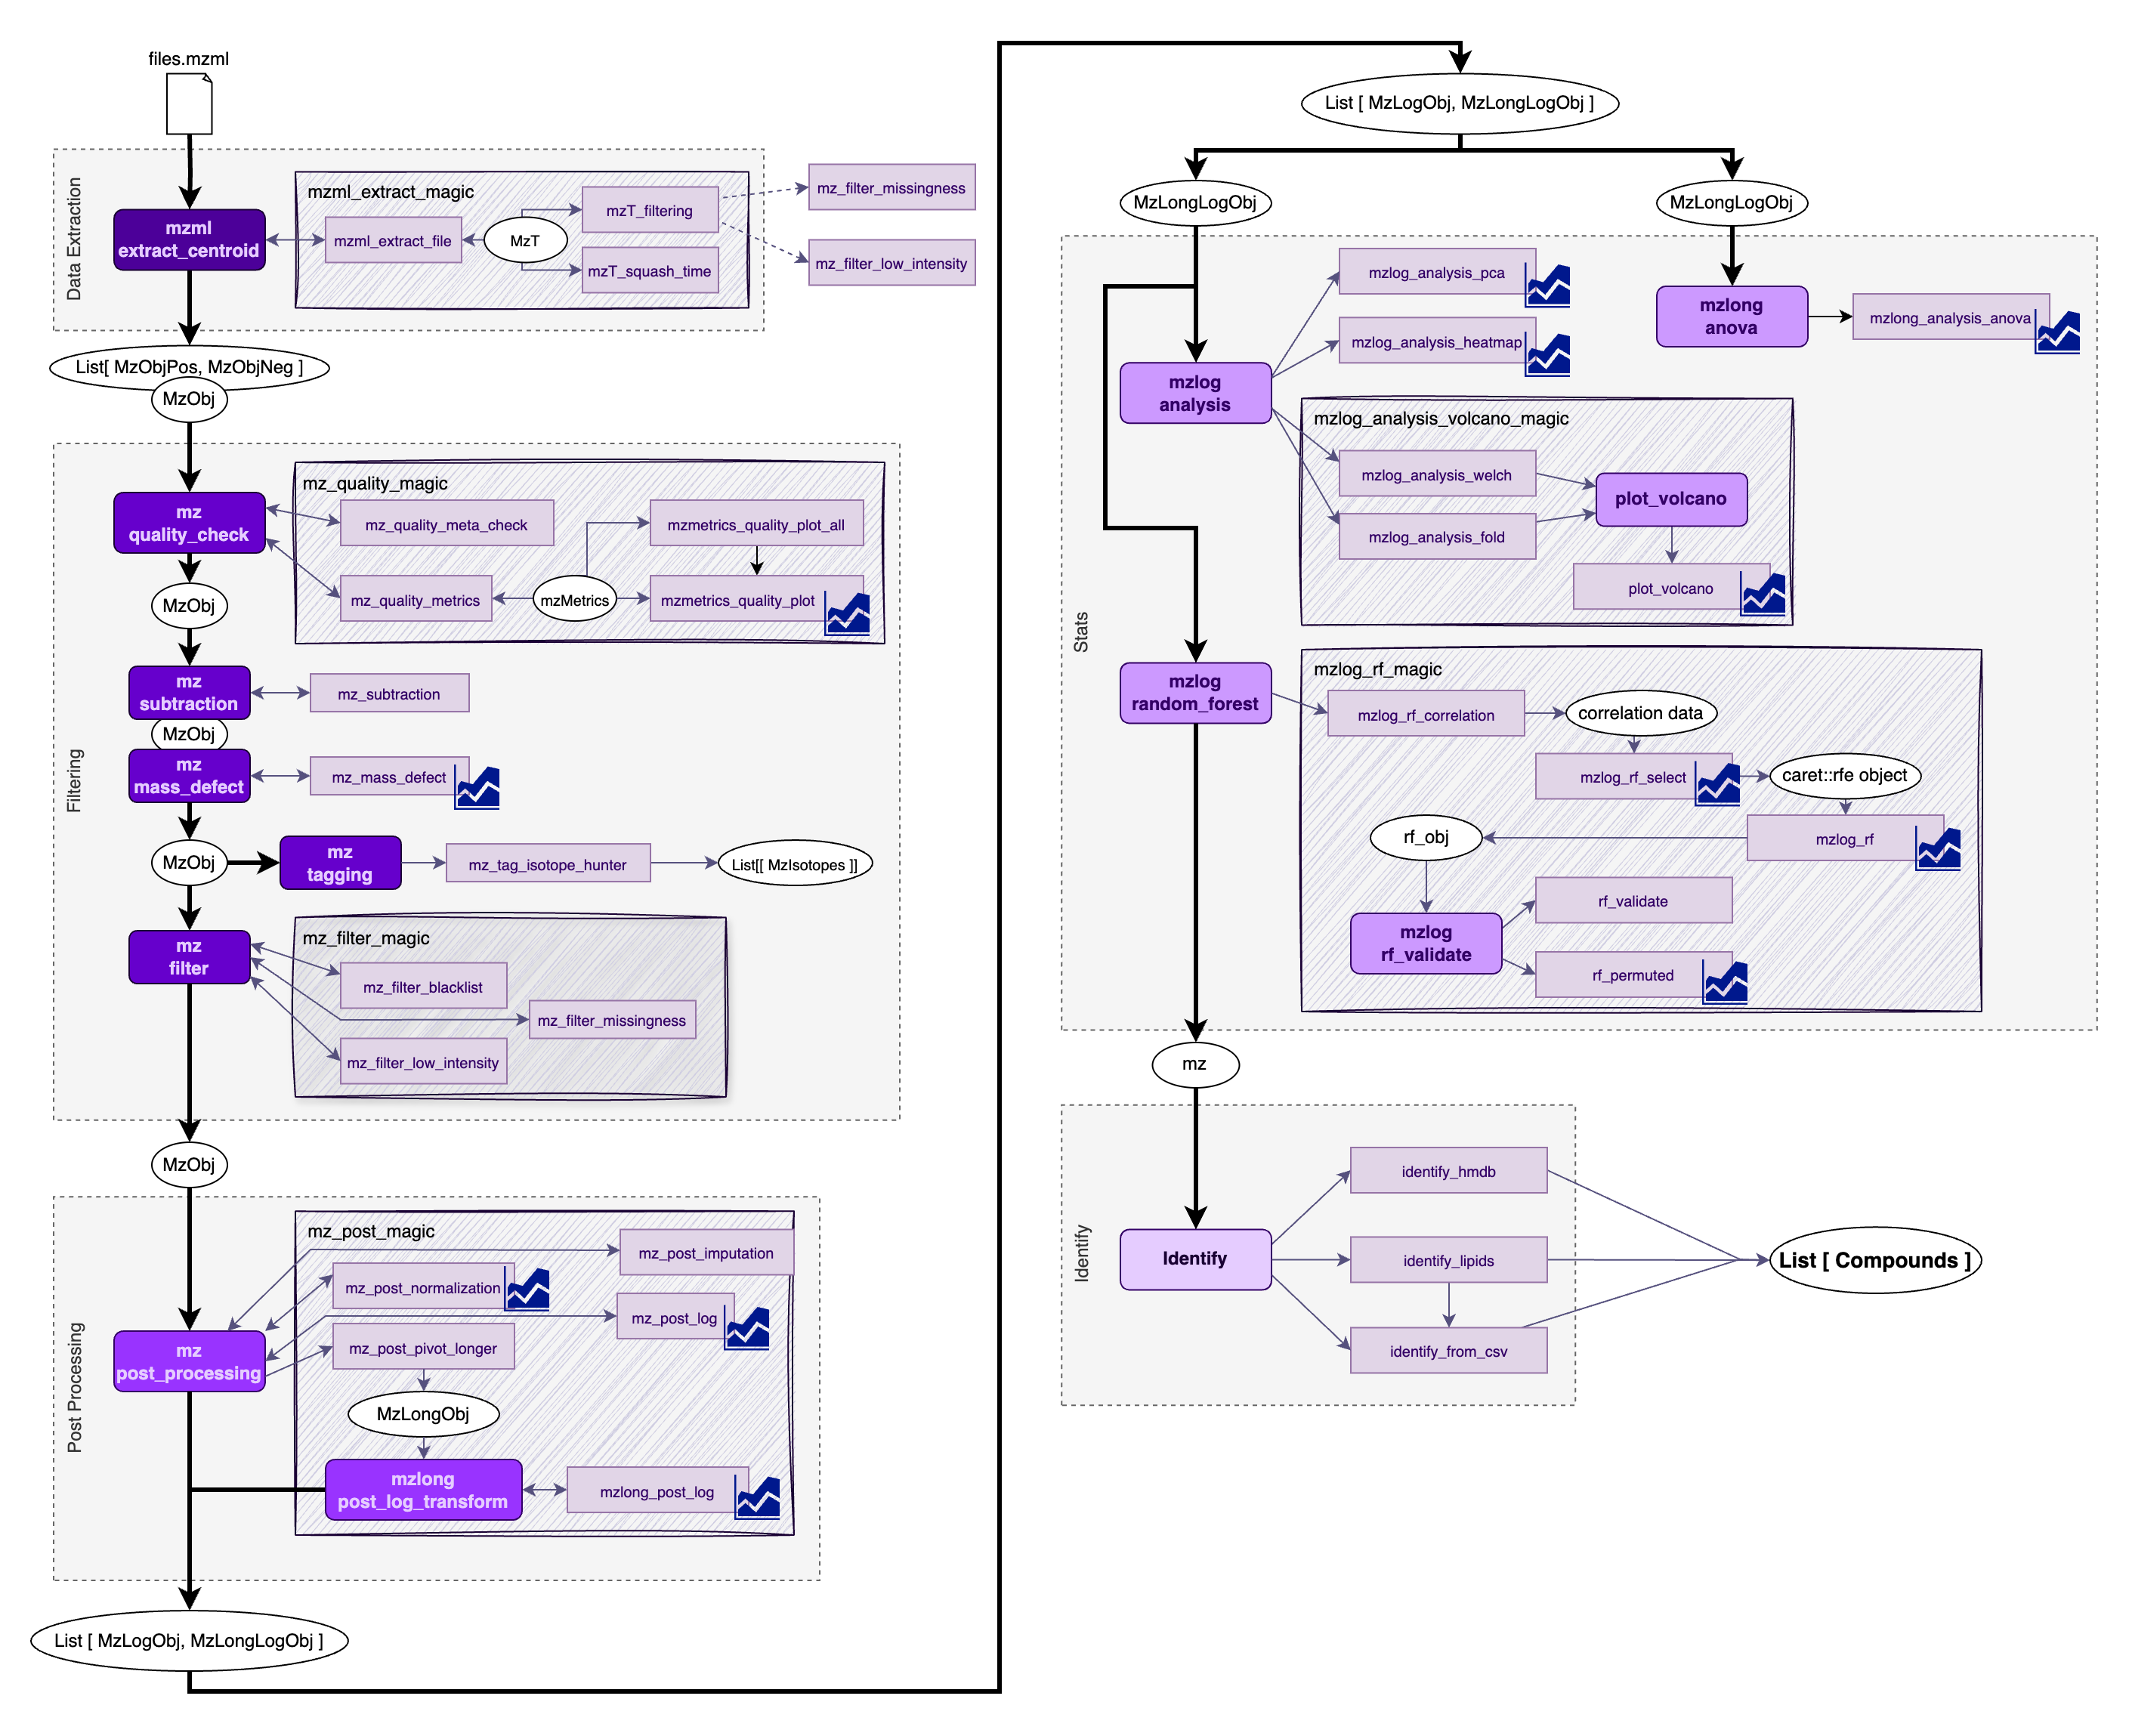 files.mzml
Data Extraction
mzml
extract_centroid
mzml_extract_magic
mzml_extract_file
MzT
mzT_filtering
mzT_squash_time
mz_filter_missingness
mz_filter_low_intensity
List[ MzObjPos, MzObjNeg ]
MzObj
Filtering
mz
quality_check
mz_quality_magic
mz_quality_meta_check
mzmetrics_quality_plot_all
mz_quality_metrics
mzMetrics
mzmetrics_quality_plot
MzObj
mz
subtraction
mz_subtraction
MzObj
mz
mass_defect
mz_mass_defect
MzObj
mz
tagging
mz_tag_isotope_hunter
List[[ MzIsotopes ]]
mz
filter
mz_filter_magic
mz_filter_blacklist
mz_filter_missingness
mz_filter_low_intensity
MzObj
Post Processing
mz
post_processing
mz_post_magic
mz_post_imputation
mz_post_normalization
mz_post_log
mz_post_pivot_longer
MzLongObj
mzlong
post_log_transform
mzlong_post_log
List [ MzLogObj, MzLongLogObj ]
List [ MzLogObj, MzLongLogObj ]
MzLongLogObj
MzLongLogObj
Stats
mzlog_analysis_pca
mzlog_analysis_heatmap
mzlong
anova
mzlong_analysis_anova
mzlog
analysis
mzlog_analysis_volcano_magic
mzlog_analysis_welch
mzlog_analysis_fold
plot_volcano
plot_volcano
mzlog
random_forest
mzlog_rf_magic
mzlog_rf_correlation
correlation data
mzlog_rf_select
caret::rfe object
mzlog_rf
rf_obj
mzlog
rf_validate
rf_validate
rf_permuted
mz
Identify
Identify
identify_hmdb
identify_lipids
identify_from_csv
List [ Compounds ]